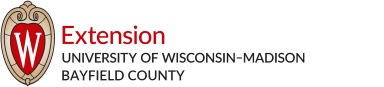 W
Extension
UNIVERSITY OF WISCONSIN–MADISON
BAYFIELD COUNTY